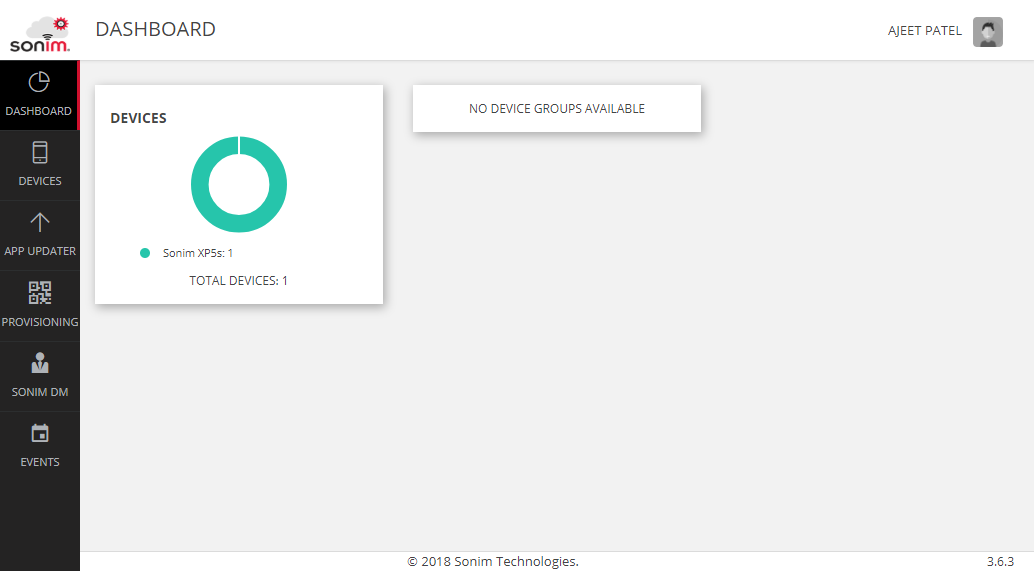 sonim
DASHBOARD
AJEET PATEL
DASHBOARD
DEVICES
APP UPDATER
PROVISIONING
SONIM DM
EVENTS
DEVICES
Sonim XP5s: 1
TOTAL DEVICES: 1
NO DEVICE GROUPS AVAILABLE
© 2018 Sonim Technologies.
3.6.3